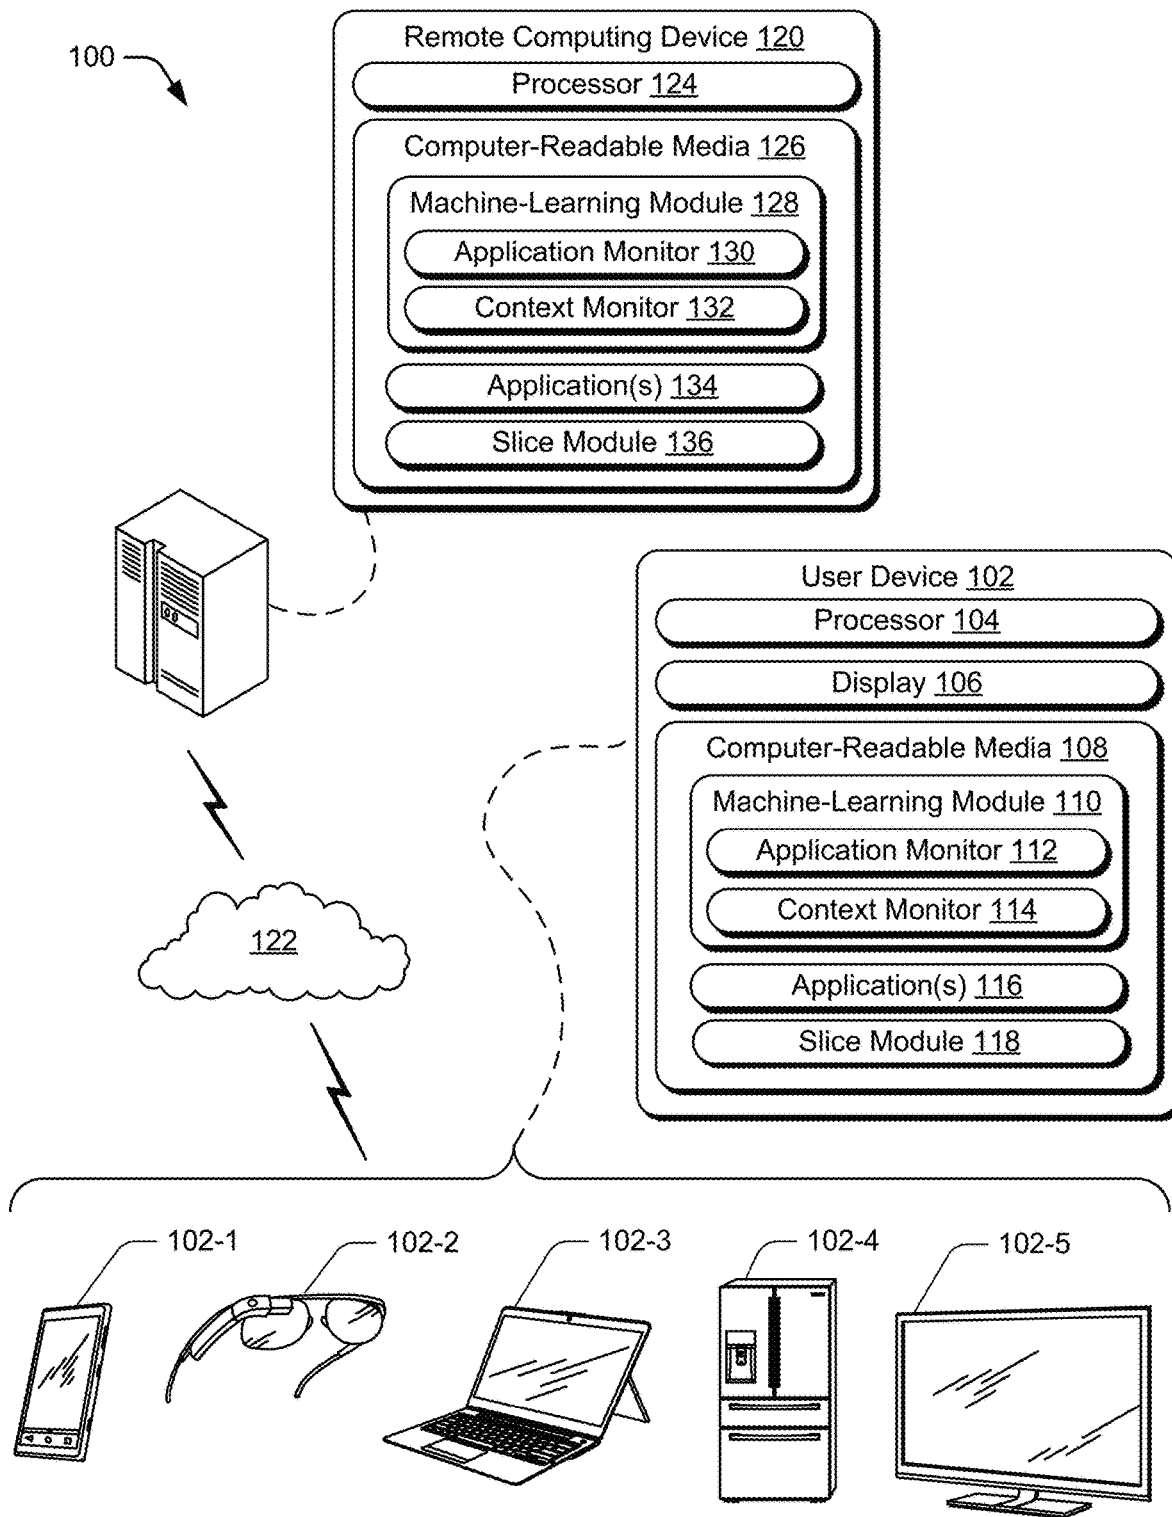 100
Remote Computing Device 120
Processor 124
Computer-Readable Media 126
Machine-Learning Module 128
Application Monitor 130
Context Monitor 132
Application(s) 134
Slice Module 136
User Device 102
Processor 104
Display 106
Computer-Readable Media 108
Machine-Learning Module 110
Application Monitor 112
Context Monitor 114
Application(s) 116
Slice Module 118
122
102-1
102-2
102-3
102-4
102-5